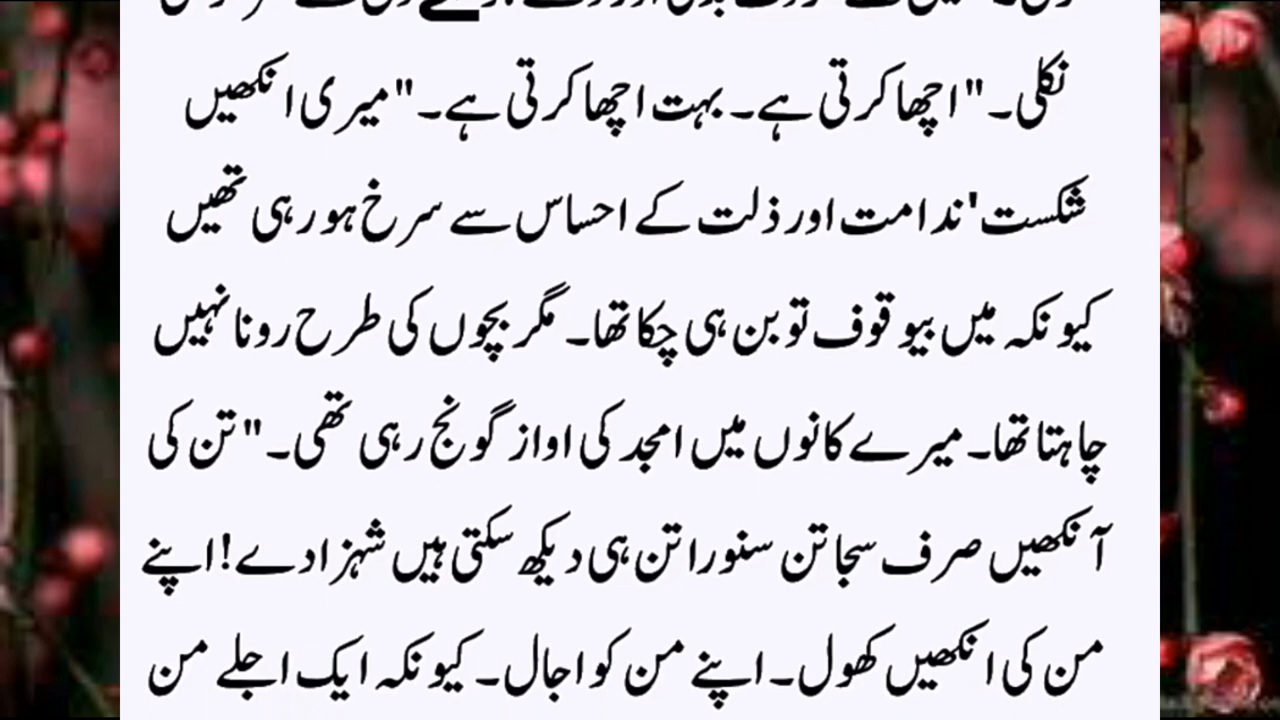 نکلی۔ "اچھا کرتی ہے۔ بہت اچھا کرتی ہے۔" میری انکھیں
شکست' ندامت اور ذلت کے احساس سے سرخ ہو رہی تھیں
کیونکہ میں بیوقوف تو بن ہی چکا تھا۔ مگر بچوں کی طرح رونا نہیں
چاہتا تھا۔ میرے کانوں میں امجد کی اواز گونج رہی تھی۔ "تن کی
آنکھیں صرف سجا تن سنورا تن ہی دیکھ سکتی ہیں شہزادے! اپنے
من کی انکھیں کھول۔ اپنے من کو اجال۔ کیونکہ ایک اجلے من